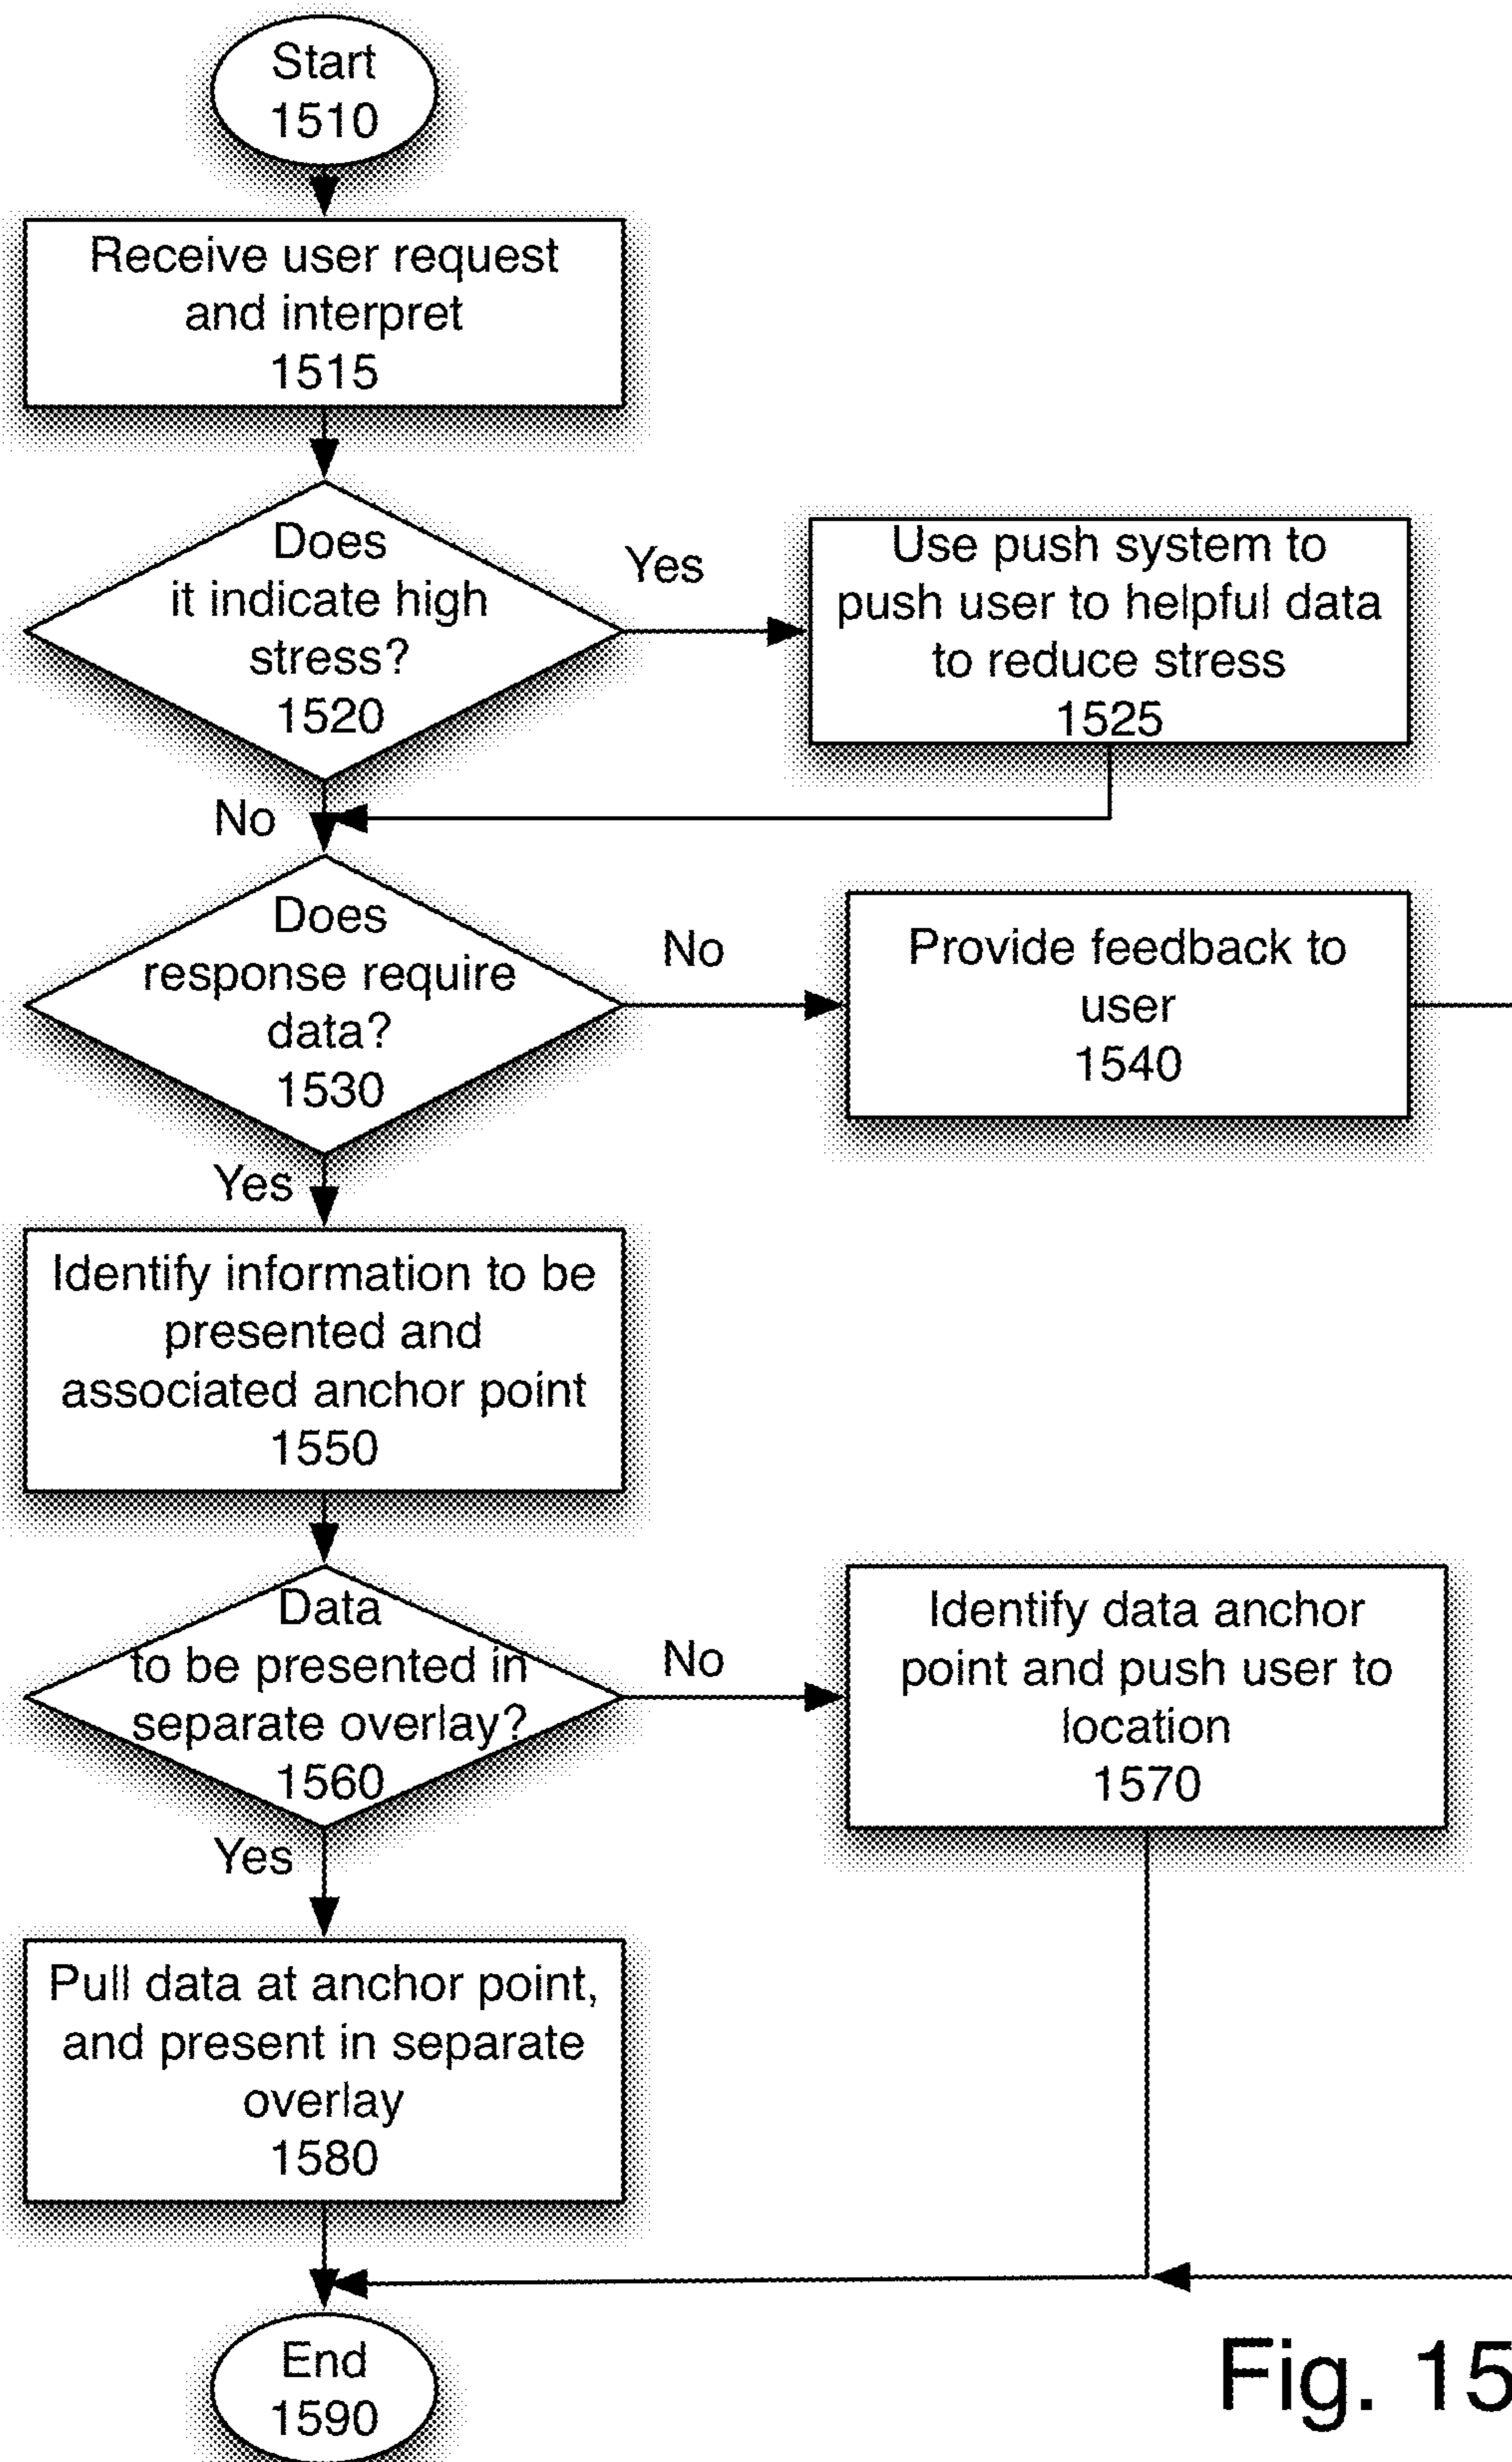 Start
1510
Receive user request
and interpret
1515
Does
it indicate high
stress?
1520
Yes
Use push system to
push user to helpful data
to reduce stress
1525
No
Does
response require
data?
1530
No
Provide feedback to
user
1540
Yes
Identify information to be
presented and
associated anchor point
1550
Data
to be presented in
separate overlay?
1560
No
Identify data anchor
point and push user to
location
1570
Yes
Pull data at anchor point,
and present in separate
overlay
1580
End
1590
Fig. 15